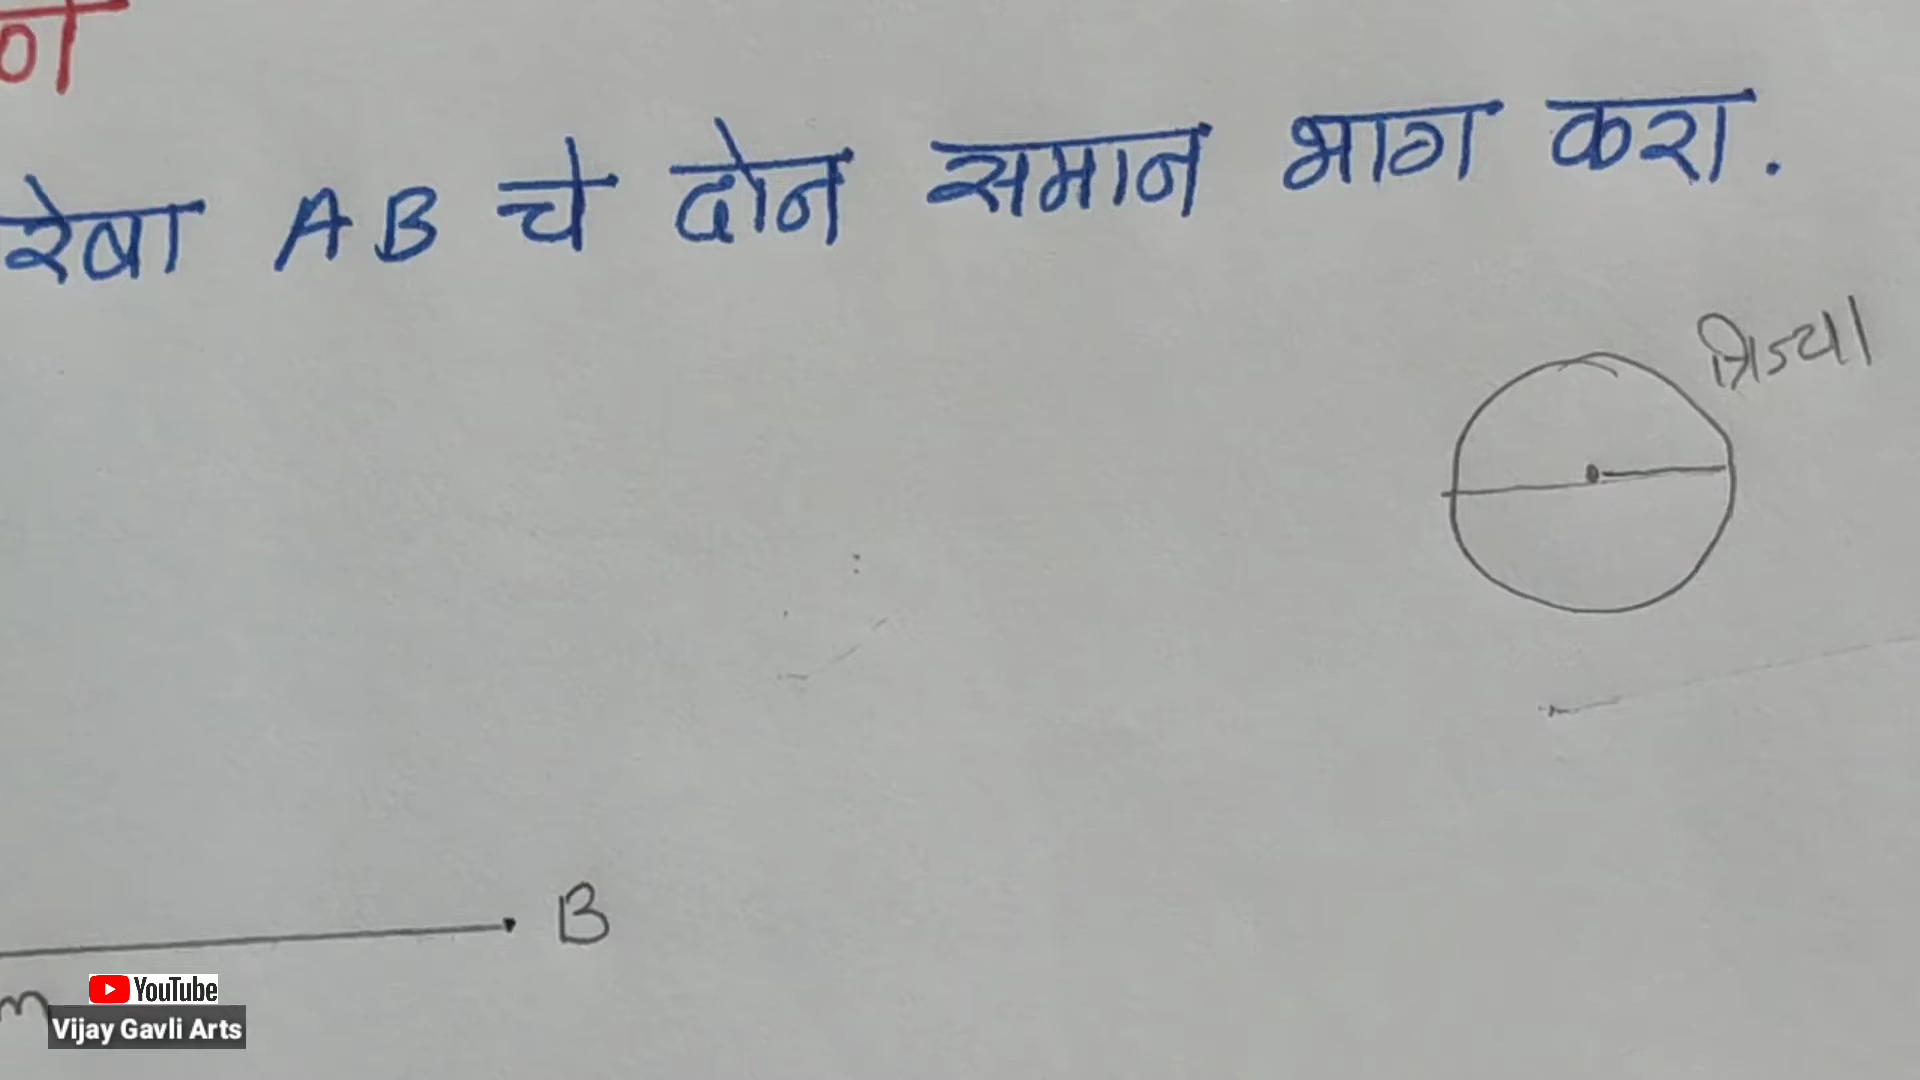 रेषा AB चे दोन समान भाग करा.
त्रिज्या
B
YouTube
Vijay Gavli Arts